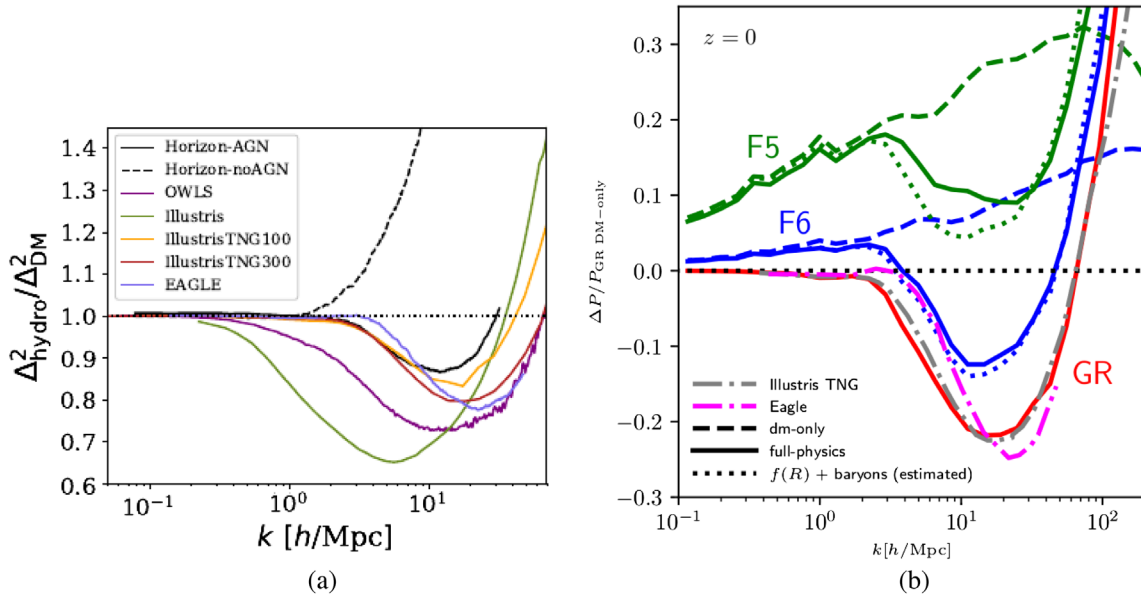 Δ²hydro/Δ²DM
1.4
1.3
1.2
1.1
1.0
0.9
0.8
0.7
0.6
Horizon-AGN
Horizon-noAGN
OWLS
Illustris
IllustrisTNG100
IllustrisTNG300
EAGLE
10⁻¹
10⁰
10¹
k [h/Mpc]
(a)
ΔP/P_GR DM−only
0.3
0.2
0.1
0.0
−0.1
−0.2
−0.3
z = 0
F5
F6
GR
Illustris TNG
Eagle
dm-only
full-physics
f(R) + baryons (estimated)
10⁻¹
10⁰
10¹
10²
k[h/Mpc]
(b)